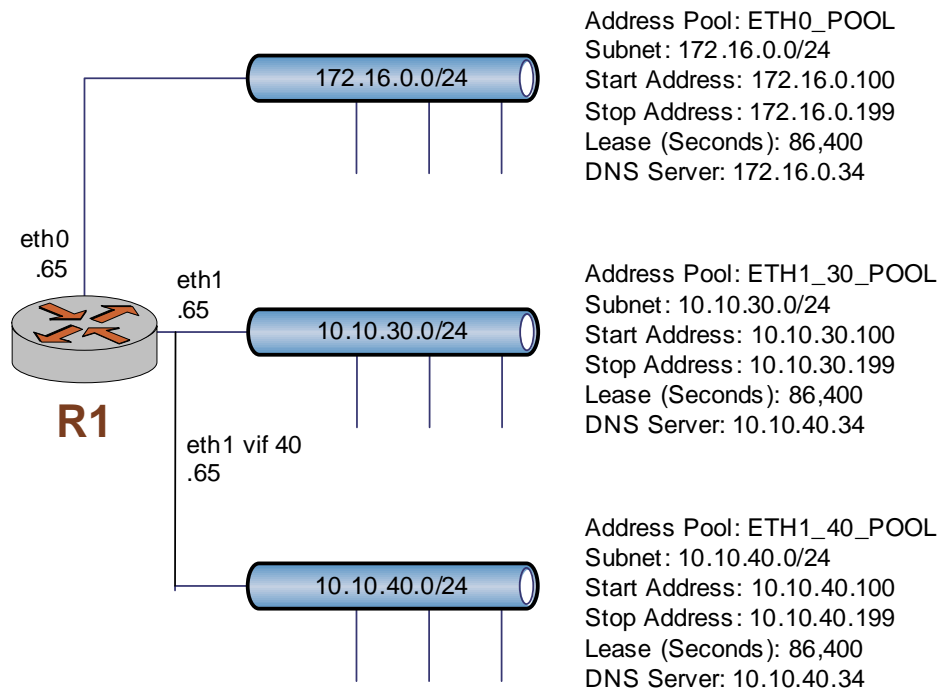 Address Pool: ETH0_POOL
Subnet: 172.16.0.0/24
Start Address: 172.16.0.100
Stop Address: 172.16.0.199
Lease (Seconds): 86,400
DNS Server: 172.16.0.34
172.16.0.0/24
eth0
.65
eth1
.65
10.10.30.0/24
Address Pool: ETH1_30_POOL
Subnet: 10.10.30.0/24
Start Address: 10.10.30.100
Stop Address: 10.10.30.199
Lease (Seconds): 86,400
DNS Server: 10.10.40.34
R1
eth1 vif 40
.65
10.10.40.0/24
Address Pool: ETH1_40_POOL
Subnet: 10.10.40.0/24
Start Address: 10.10.40.100
Stop Address: 10.10.40.199
Lease (Seconds): 86,400
DNS Server: 10.10.40.34